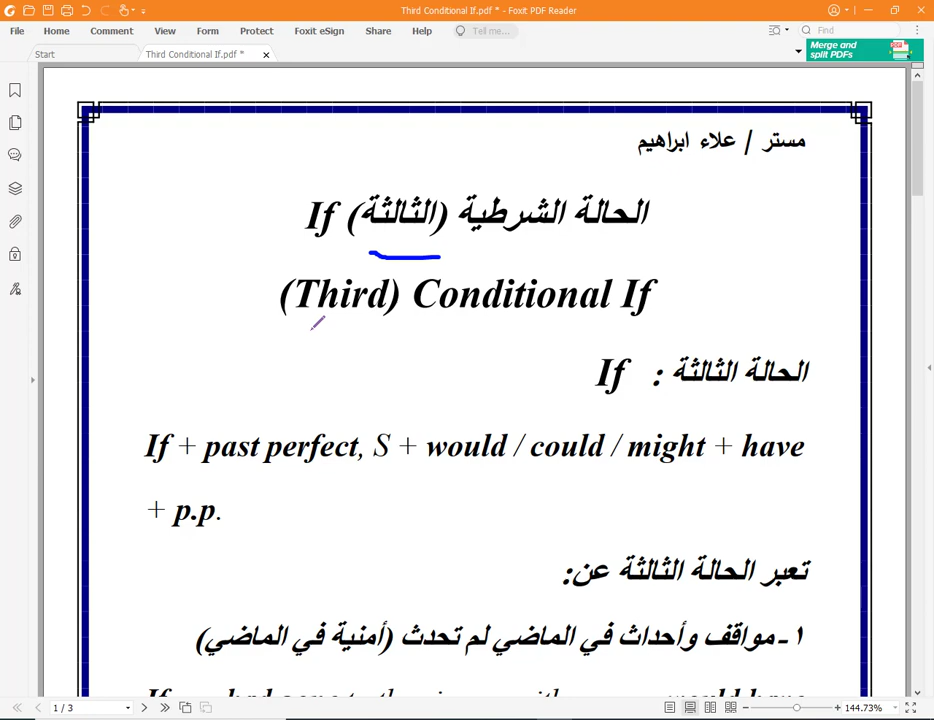 Third Conditional If.pdf * - Foxit PDF Reader
File Home Comment View Form Protect Foxit eSign Share Help Tell me... Find
Start Third Conditional If.pdf *
Merge and
split PDFs
مستر / علاء ابراهيم
الحالة الشرطية (الثالثة) If
(Third) Conditional If
الحالة الثالثة : If
If + past perfect, S + would / could / might + have
+ p.p.
تعبر الحالة الثالثة عن:
١ - مواقف وأحداث في الماضي لم تحدث (أمنية في الماضي)
1 / 3 144.73%